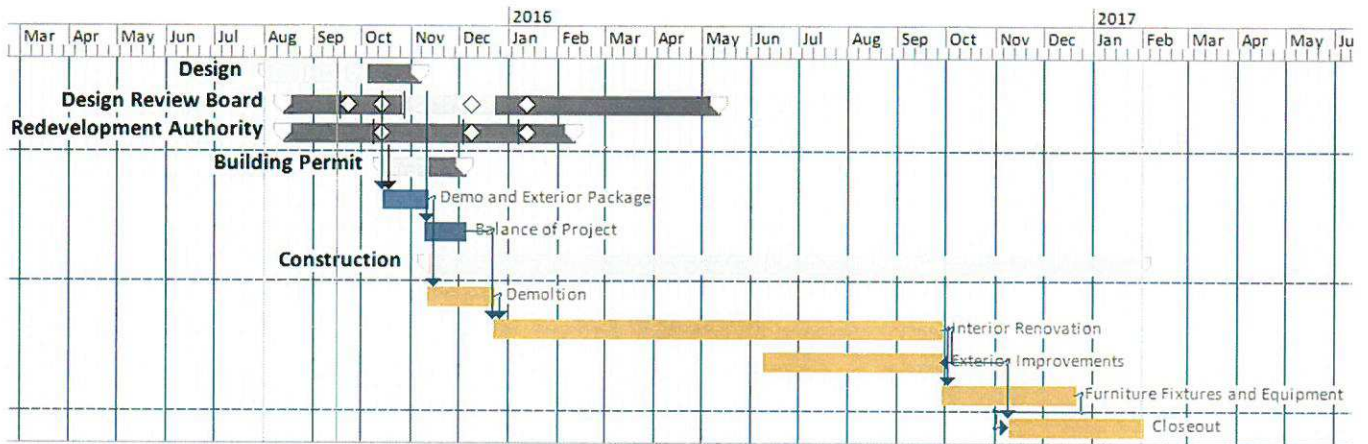 2016 2017
Mar Apr May Jun Jul Aug Sep Oct Nov Dec Jan Feb Mar Apr May Jun Jul Aug Sep Oct Nov Dec Jan Feb Mar Apr May Ju
Design
Design Review Board
Redevelopment Authority
Building Permit
Demo and Exterior Package
Balance of Project
Construction
Demoltion
Interior Renovation
Exterior Improvements
Furniture Fixtures and Equipment
Closeout